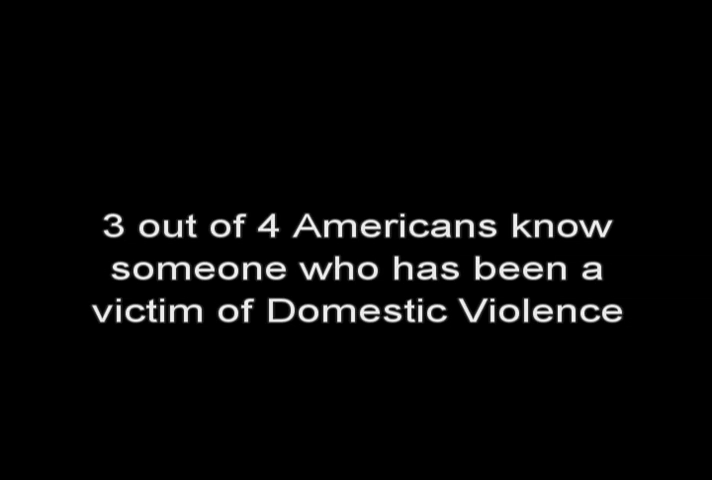 3 out of 4 Americans know
someone who has been a
victim of Domestic Violence